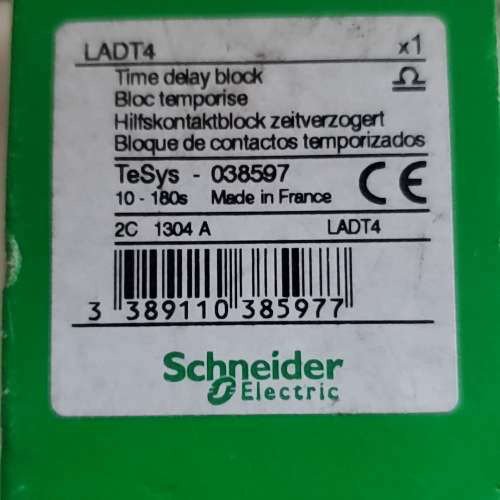 LADT4 x1
Time delay block
Bloc temporise
Hilfskontaktblock zeitverzogert
Bloque de contactos temporizados
TeSys - 038597 CE
10 - 180s Made in France
2C 1304 A LADT4
3 389110 385977
Schneider
Electric